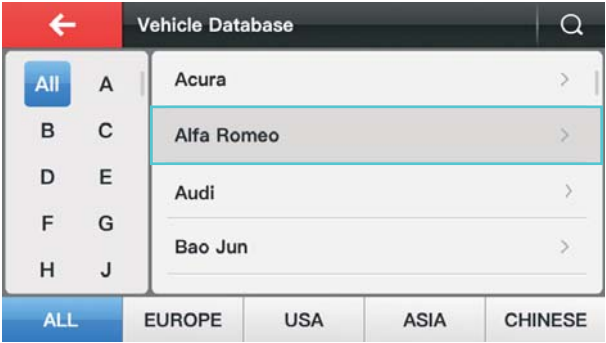 Vehicle Database
All A
B C
D E
F G
H J
Acura
Alfa Romeo
Audi
Bao Jun
ALL EUROPE USA ASIA CHINESE